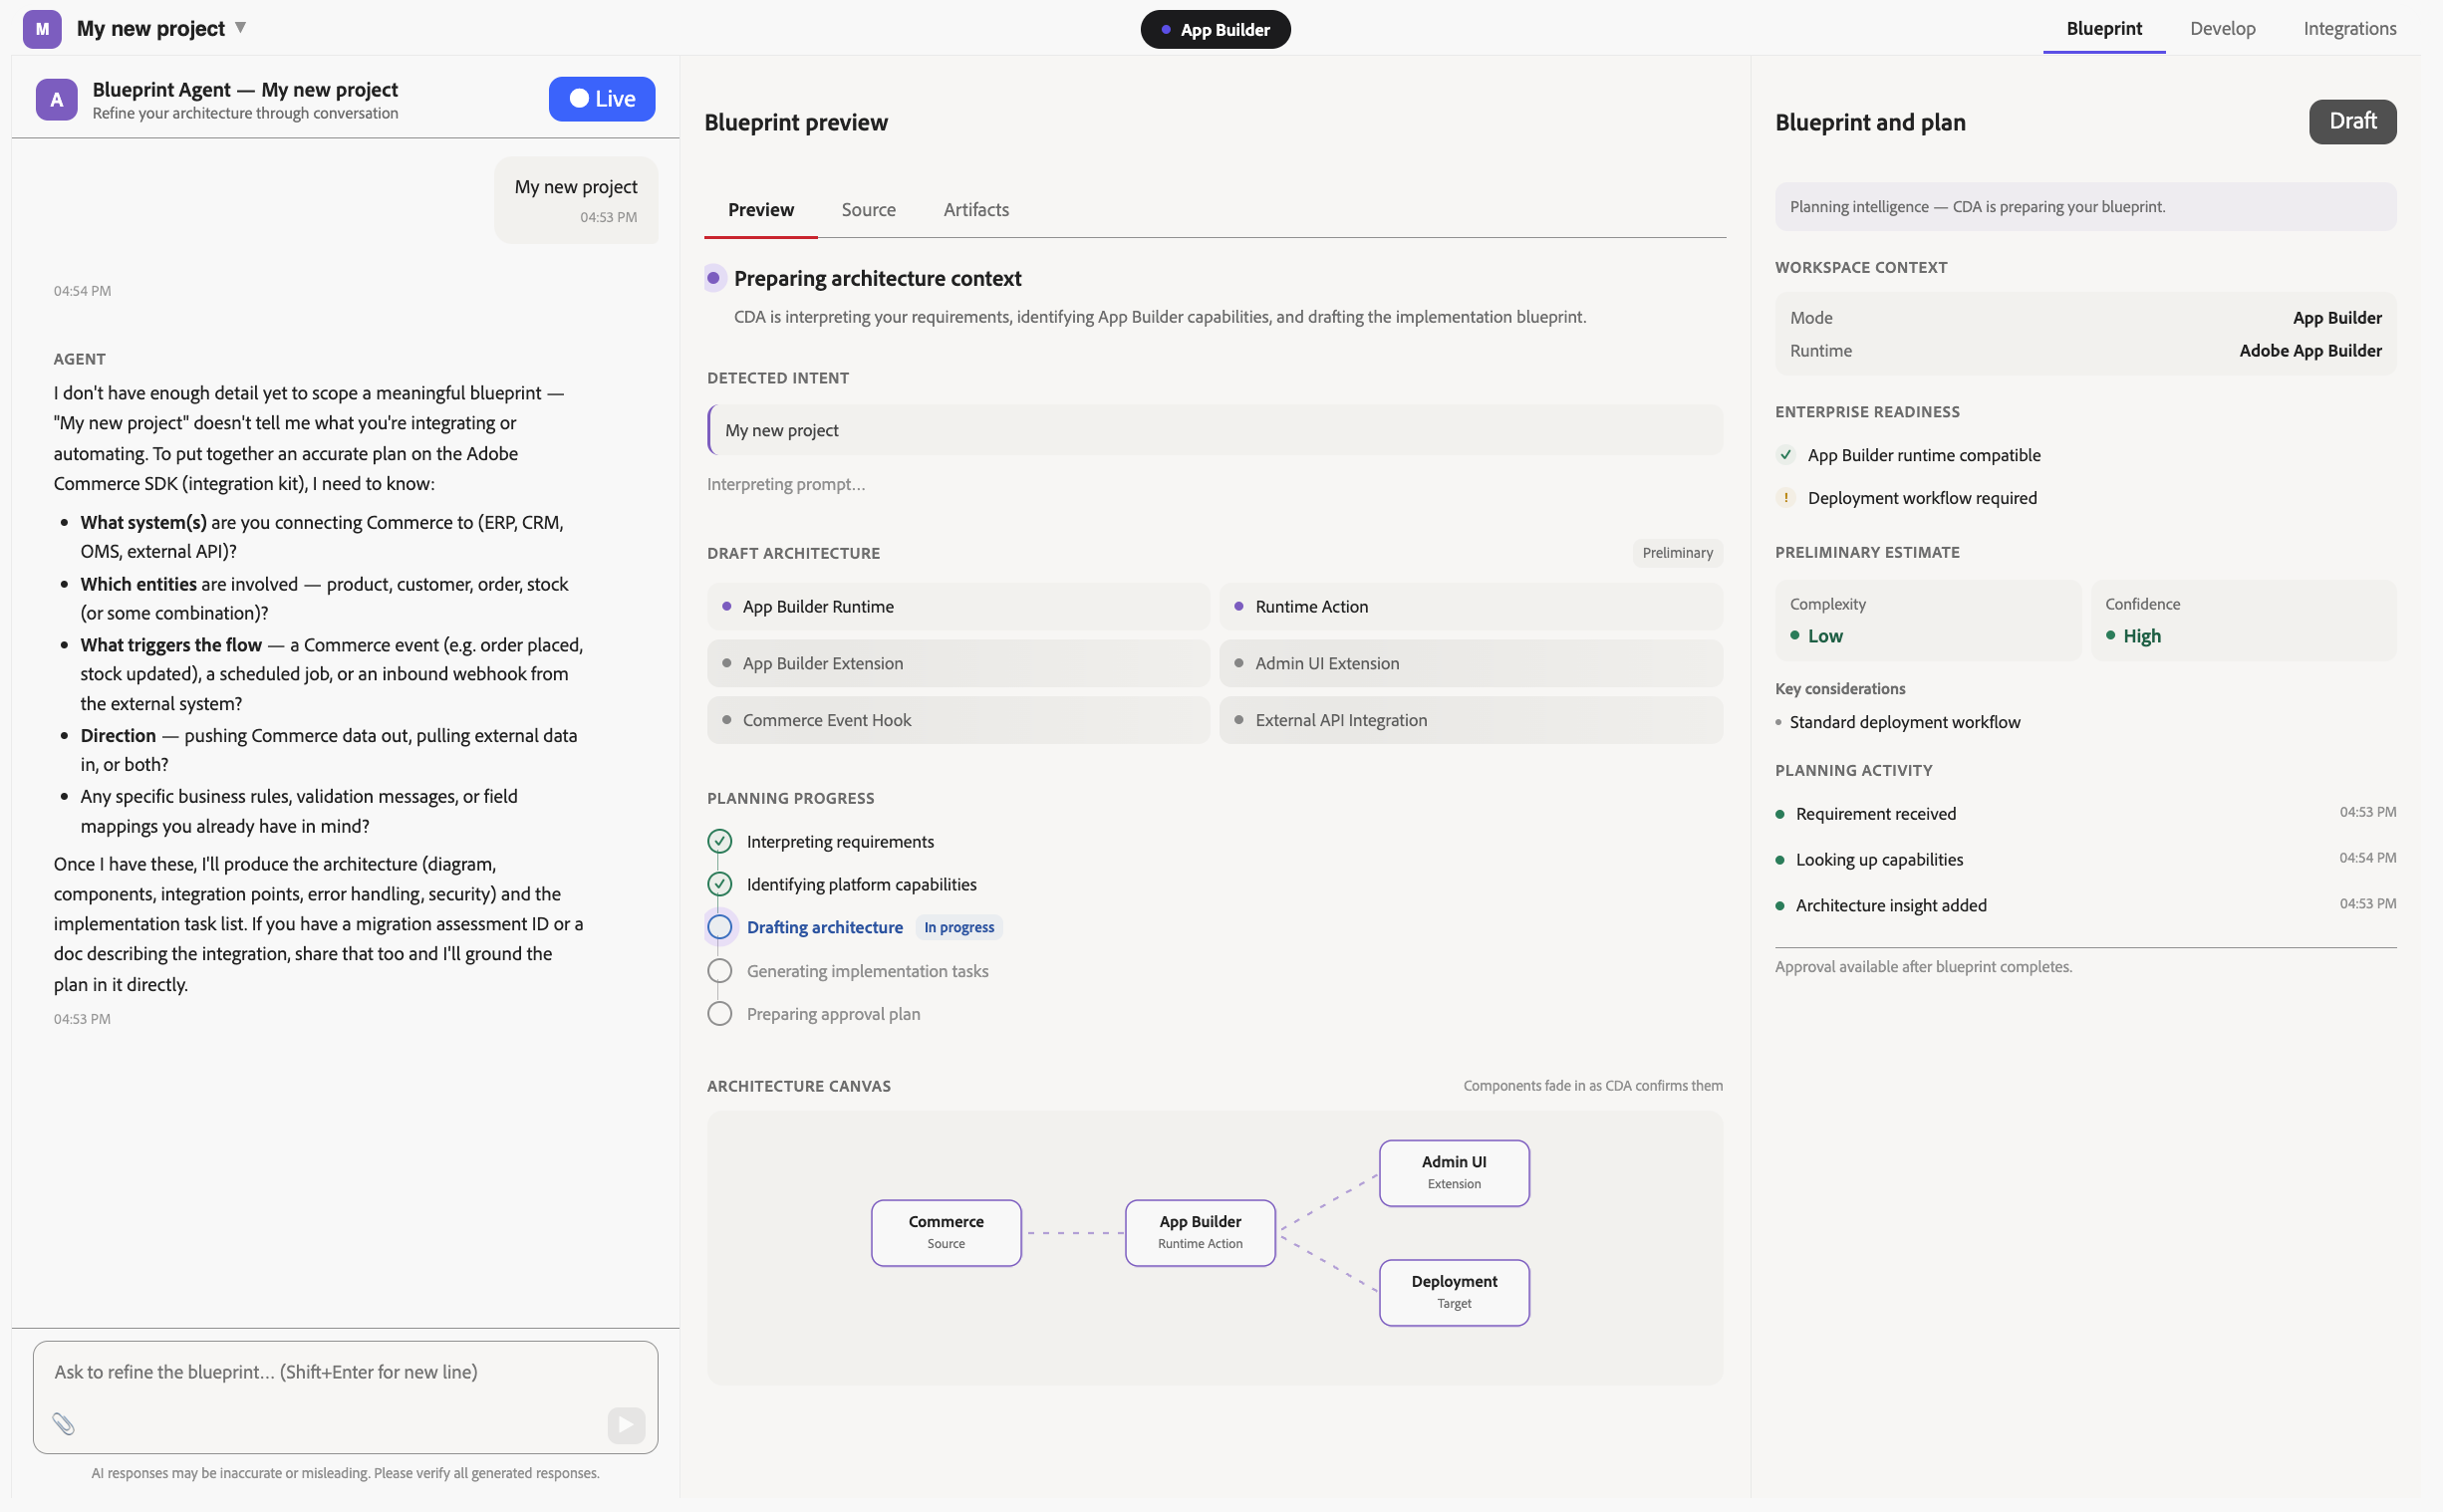 M
My new project ▼
App Builder
Blueprint
Develop
Integrations
A
Blueprint Agent — My new project
Refine your architecture through conversation
Live
My new project
04:53 PM
04:54 PM
AGENT
I don't have enough detail yet to scope a meaningful blueprint —
"My new project" doesn't tell me what you're integrating or
automating. To put together an accurate plan on the Adobe
Commerce SDK (integration kit), I need to know:
• What system(s) are you connecting Commerce to (ERP, CRM,
OMS, external API)?
• Which entities are involved — product, customer, order, stock
(or some combination)?
• What triggers the flow — a Commerce event (e.g. order placed,
stock updated), a scheduled job, or an inbound webhook from
the external system?
• Direction — pushing Commerce data out, pulling external data
in, or both?
• Any specific business rules, validation messages, or field
mappings you already have in mind?
Once I have these, I'll produce the architecture (diagram,
components, integration points, error handling, security) and the
implementation task list. If you have a migration assessment ID or a
doc describing the integration, share that too and I'll ground the
plan in it directly.
04:53 PM
Ask to refine the blueprint... (Shift+Enter for new line)
AI responses may be inaccurate or misleading. Please verify all generated responses.
Blueprint preview
Preview
Source
Artifacts
Preparing architecture context
CDA is interpreting your requirements, identifying App Builder capabilities, and drafting the implementation blueprint.
DETECTED INTENT
My new project
Interpreting prompt...
DRAFT ARCHITECTURE
Preliminary
App Builder Runtime
Runtime Action
App Builder Extension
Admin UI Extension
Commerce Event Hook
External API Integration
PLANNING PROGRESS
Interpreting requirements
Identifying platform capabilities
Drafting architecture
In progress
Generating implementation tasks
Preparing approval plan
ARCHITECTURE CANVAS
Components fade in as CDA confirms them
Commerce
Source
App Builder
Runtime Action
Admin UI
Extension
Deployment
Target
Blueprint and plan
Draft
Planning intelligence — CDA is preparing your blueprint.
WORKSPACE CONTEXT
Mode
App Builder
Runtime
Adobe App Builder
ENTERPRISE READINESS
App Builder runtime compatible
! Deployment workflow required
PRELIMINARY ESTIMATE
Complexity
Low
Confidence
High
Key considerations
Standard deployment workflow
PLANNING ACTIVITY
Requirement received
04:53 PM
Looking up capabilities
04:54 PM
Architecture insight added
04:53 PM
Approval available after blueprint completes.